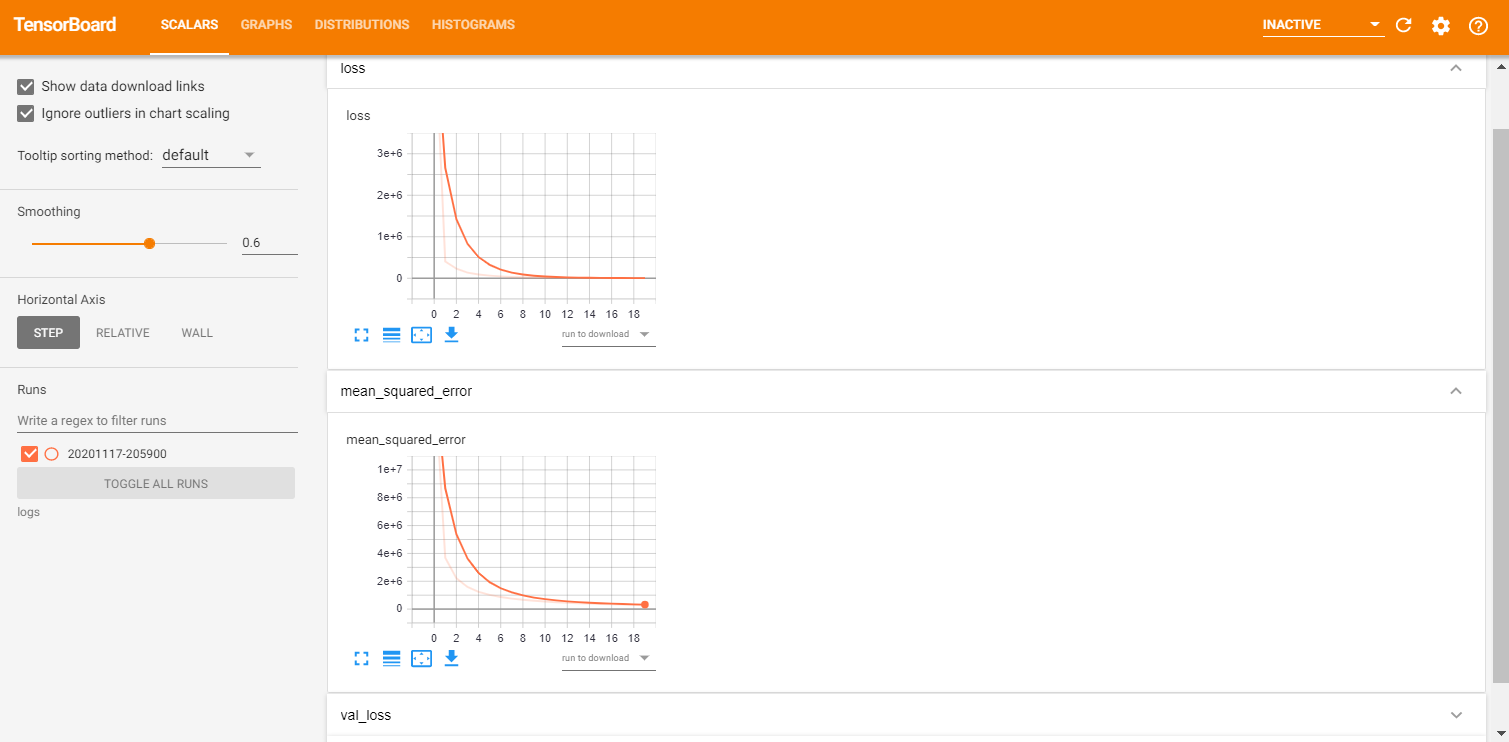 TensorBoard SCALARS GRAPHS DISTRIBUTIONS HISTOGRAMS INACTIVE
Show data download links
Ignore outliers in chart scaling
Tooltip sorting method: default
Smoothing
0.6
Horizontal Axis
STEP RELATIVE WALL
Runs
Write a regex to filter runs
20201117-205900
TOGGLE ALL RUNS
logs
loss
loss
3e+6
2e+6
1e+6
0
0 2 4 6 8 10 12 14 16 18
run to download
mean_squared_error
mean_squared_error
1e+7
8e+6
6e+6
4e+6
2e+6
0
0 2 4 6 8 10 12 14 16 18
run to download
val_loss